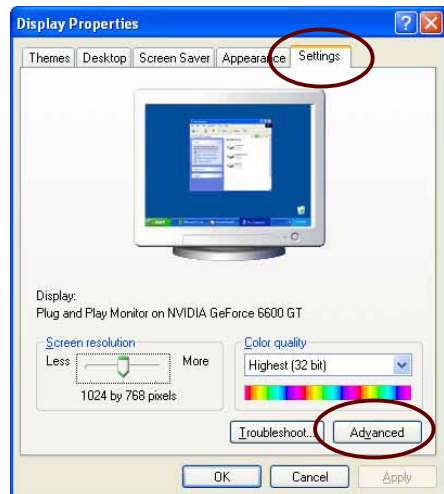 Display Properties
Themes Desktop Screen Saver Appearance Settings
Display:
Plug and Play Monitor on NVIDIA GeForce 6600 GT
Screen resolution
Less More
1024 by 768 pixels
Color quality
Highest (32 bit)
Troubleshoot... Advanced
OK Cancel Apply